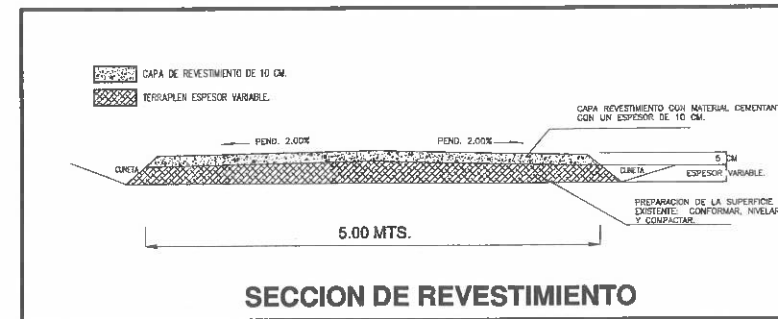 CAPA DE REVESTIMIENTO DE 10 CM.
TERRAPLEN ESPESOR VARIABLE.
CAPA REVESTIMIENTO CON MATERIAL CEMENTANT
CON UN ESPESOR DE 10 CM.
PEND. 2.00% PEND. 2.00%
CUNETA CUNETA
5 CM
ESPESOR VARIABLE.
PREPARACION DE LA SUPERFICIE
EXISTENTE: CONFORMAR, NIVELAR
Y COMPACTAR.
5.00 MTS.
SECCION DE REVESTIMIENTO